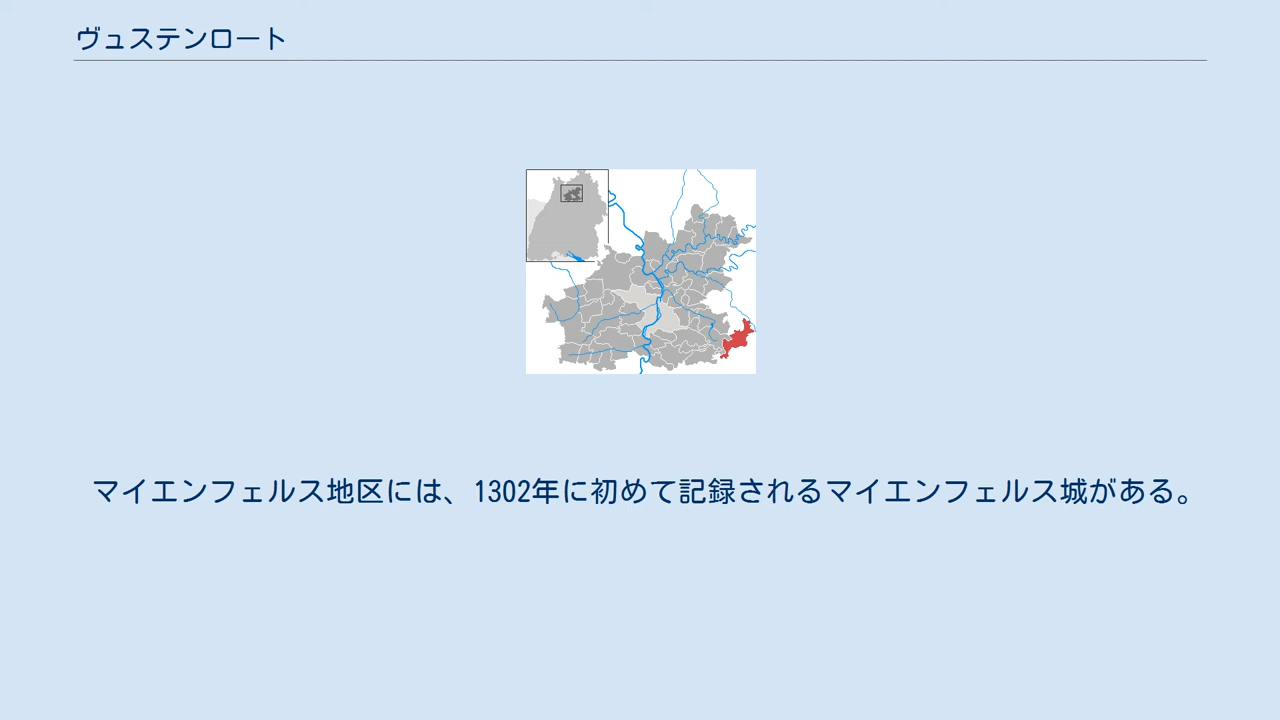 ヴュステンロート
マイエンフェルス地区には、1302年に初めて記録されるマイエンフェルス城がある。